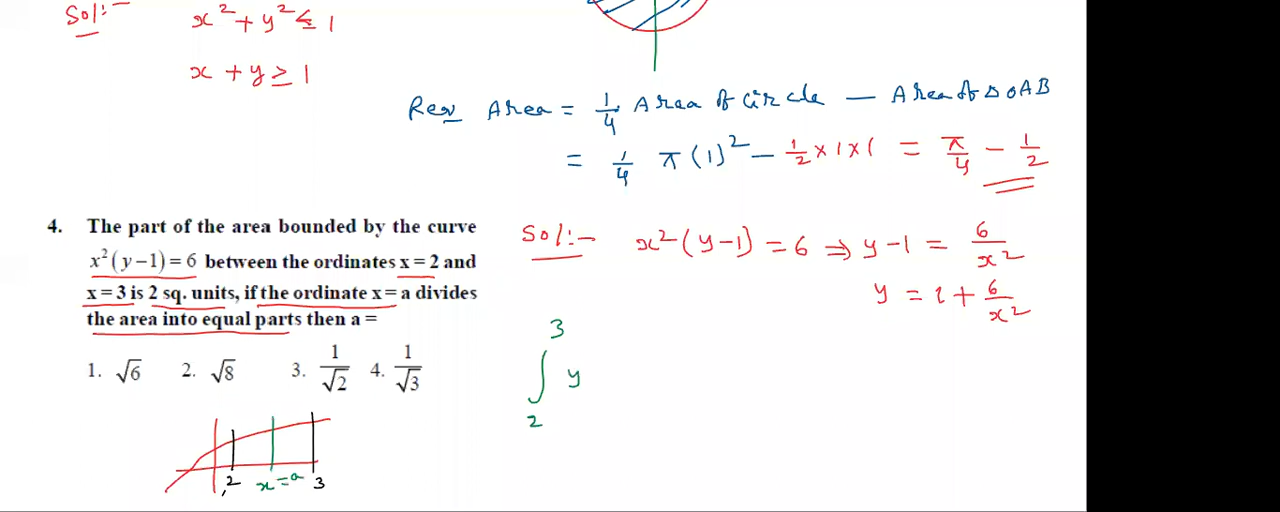 Sol:- x² + y² ≤ 1
x + y ≥ 1
Req Area = 1/4 Area of Circle — Area of Δ OAB
= 1/4 π (1)² — 1/2 × 1 × 1 = π/4 — 1/2
4. The part of the area bounded by the curve
x²(y−1)=6 between the ordinates x = 2 and
x = 3 is 2 sq. units, if the ordinate x = a divides
the area into equal parts then a =
1. √6 2. √8 3. 1/√2 4. 1/√3
2 x=a 3
Sol:- x² (y−1) = 6 ⇒ y−1 = 6/x²
y = 1 + 6/x²
∫₂³ y